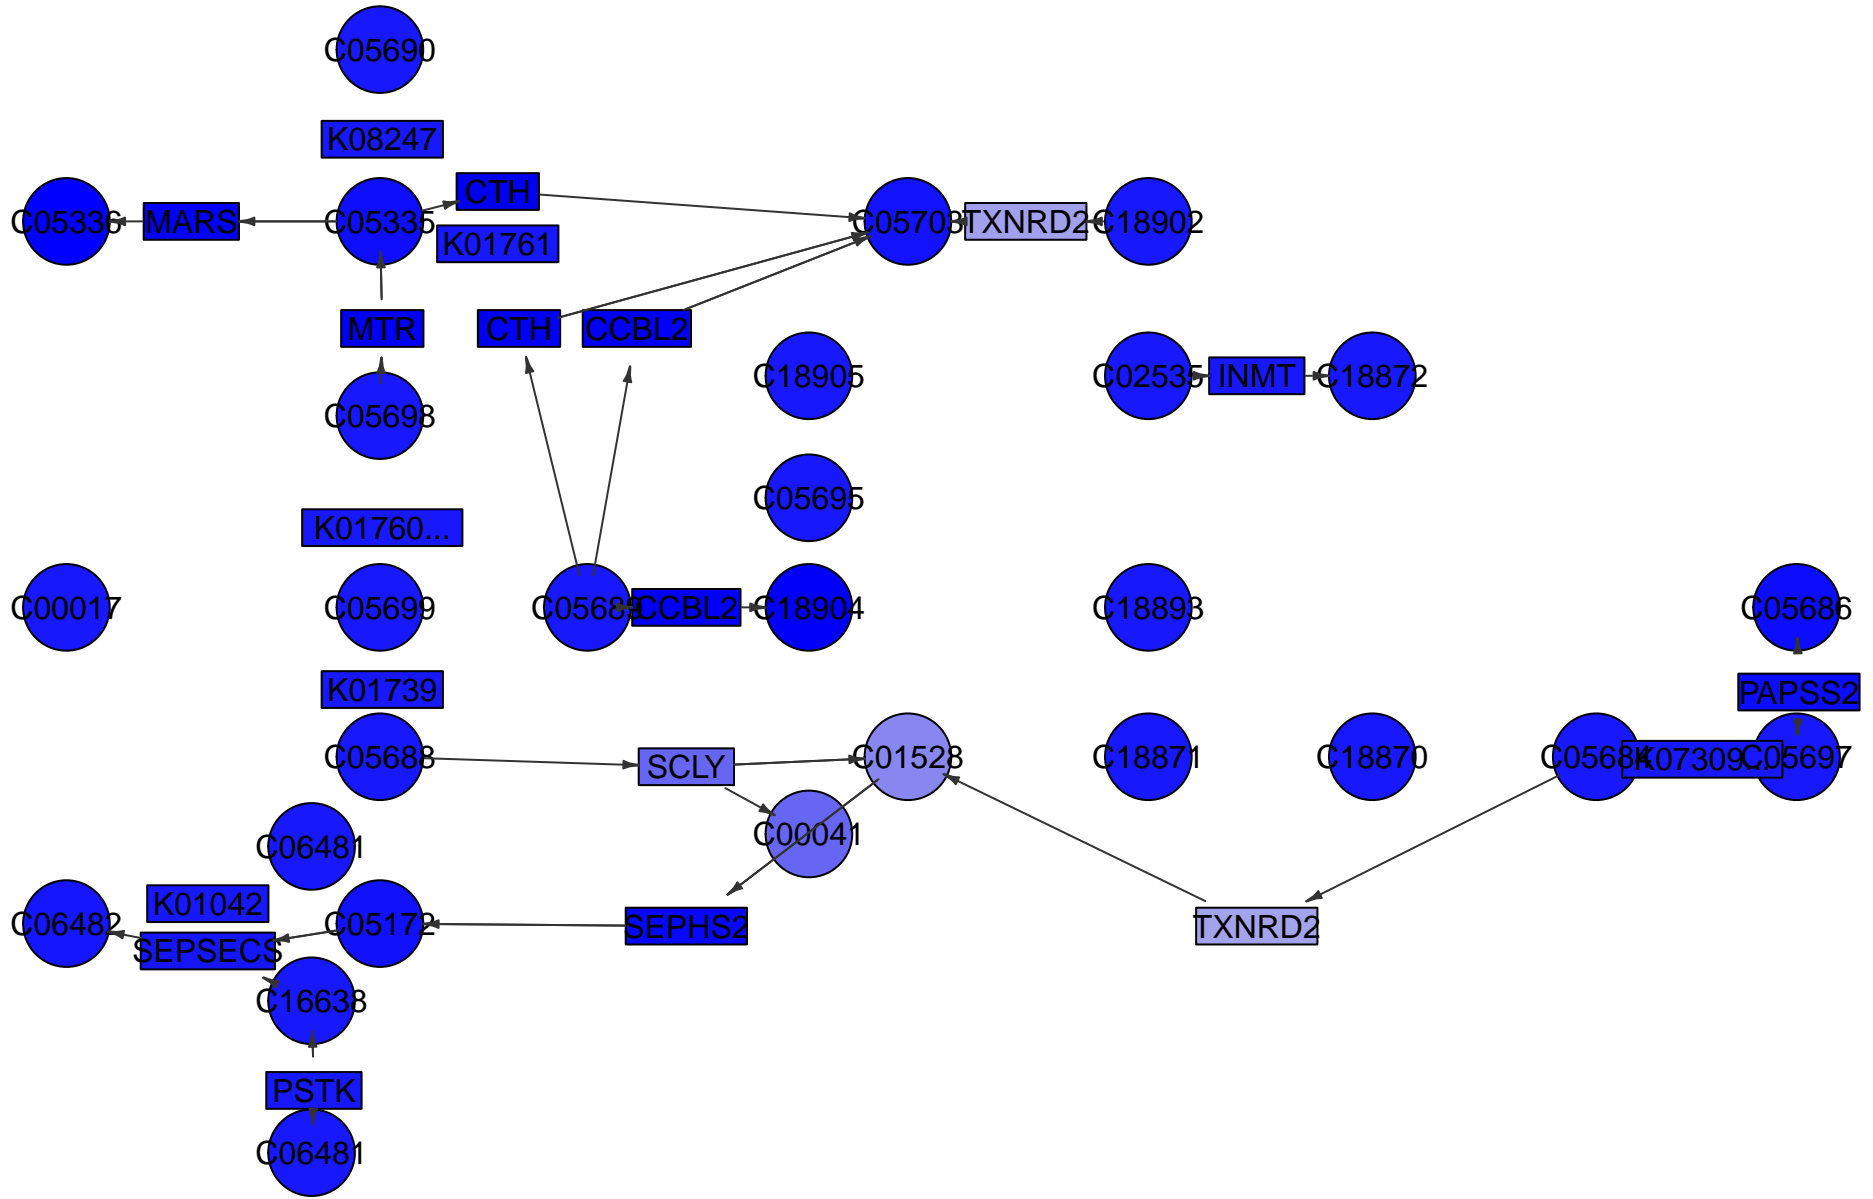 C05690
K08247
CTH
C05336
MARS
C05335
C05703
TXNRD2
C18902
K01761
MTR
CTH
CCBL2
C18905
C02535
INMT
C18872
C05698
C05695
K01760...
C00017
C05699
C05689
CCBL2
C18904
C18893
C05686
K01739
PAPSS2
C05688
SCLY
C01528
C18871
C18870
C05684
K07309...
C05697
C00041
C06481
K01042
C06482
C05172
SEPHS2
TXNRD2
SEPSECS
C16638
PSTK
C06481